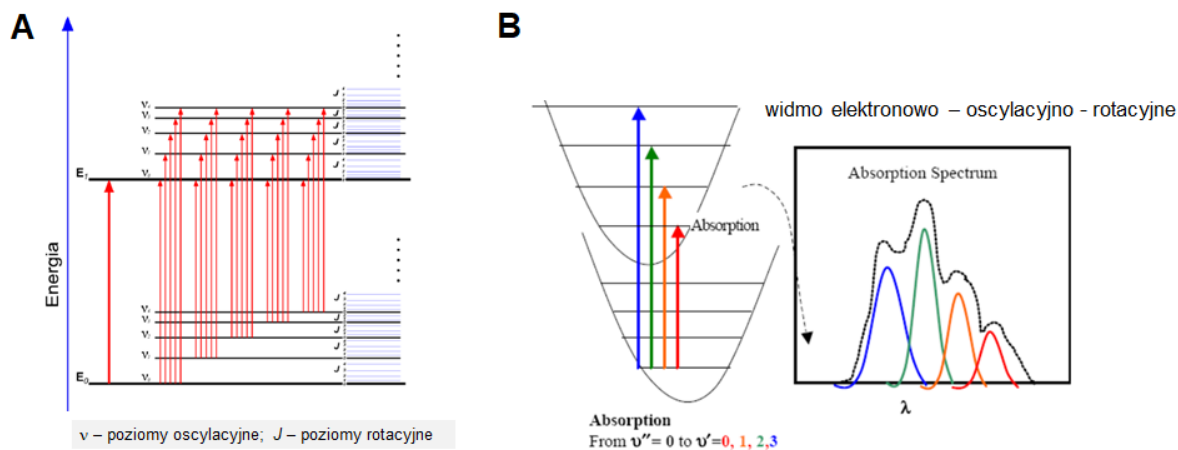 A
Energia
E₁
E₀
J
J
J
J
J
J
J
J
ν – poziomy oscylacyjne; J – poziomy rotacyjne
B
widmo elektronowo – oscylacyjno - rotacyjne
Absorption
Absorption Spectrum
λ
Absorption
From υ″= 0 to υ′=0, 1, 2,3